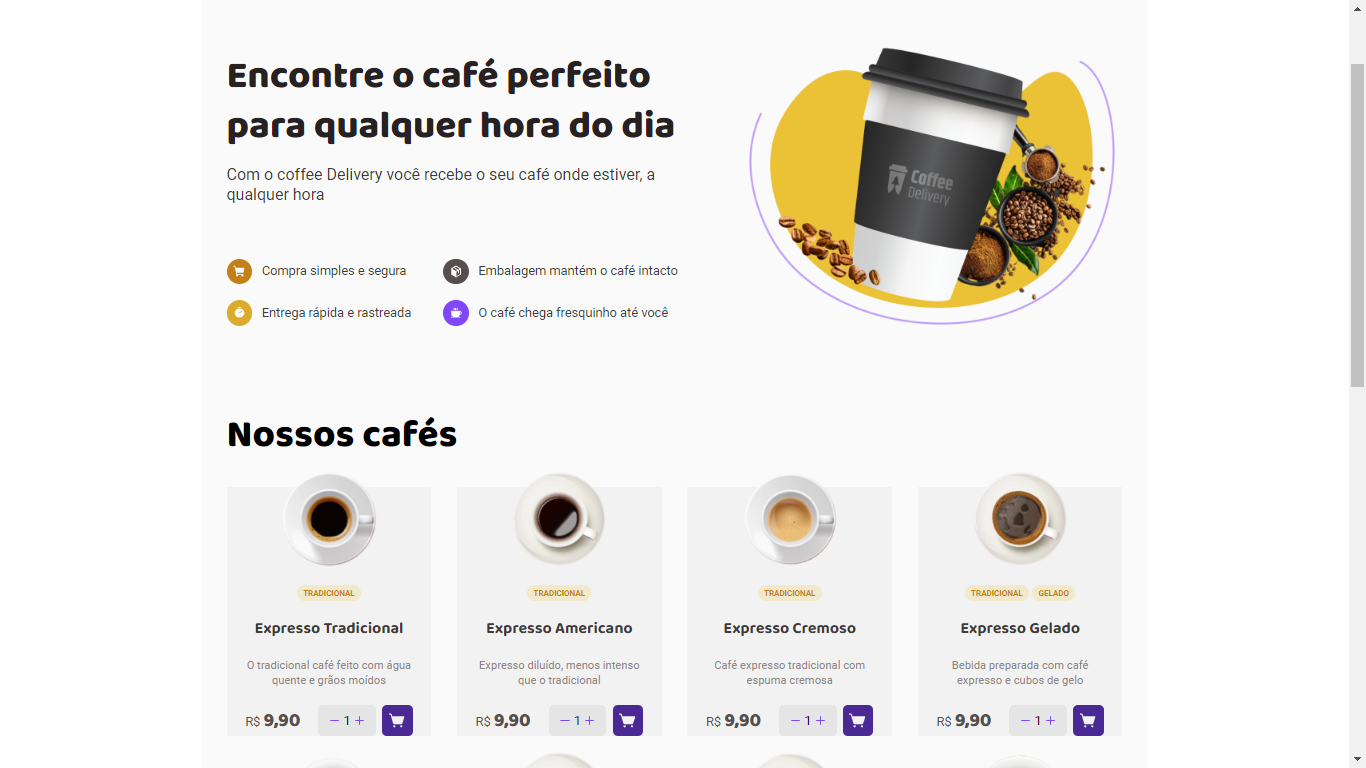 Encontre o café perfeito
para qualquer hora do dia
Com o coffee Delivery você recebe o seu café onde estiver, a
qualquer hora
Compra simples e segura
Embalagem mantém o café intacto
Entrega rápida e rastreada
O café chega fresquinho até você
Coffee
Delivery
Nossos cafés
TRADICIONAL
Expresso Tradicional
O tradicional café feito com água
quente e grãos moídos
R$ 9,90 − 1 +
TRADICIONAL
Expresso Americano
Expresso diluído, menos intenso
que o tradicional
R$ 9,90 − 1 +
TRADICIONAL
Expresso Cremoso
Café expresso tradicional com
espuma cremosa
R$ 9,90 − 1 +
TRADICIONAL GELADO
Expresso Gelado
Bebida preparada com café
expresso e cubos de gelo
R$ 9,90 − 1 +